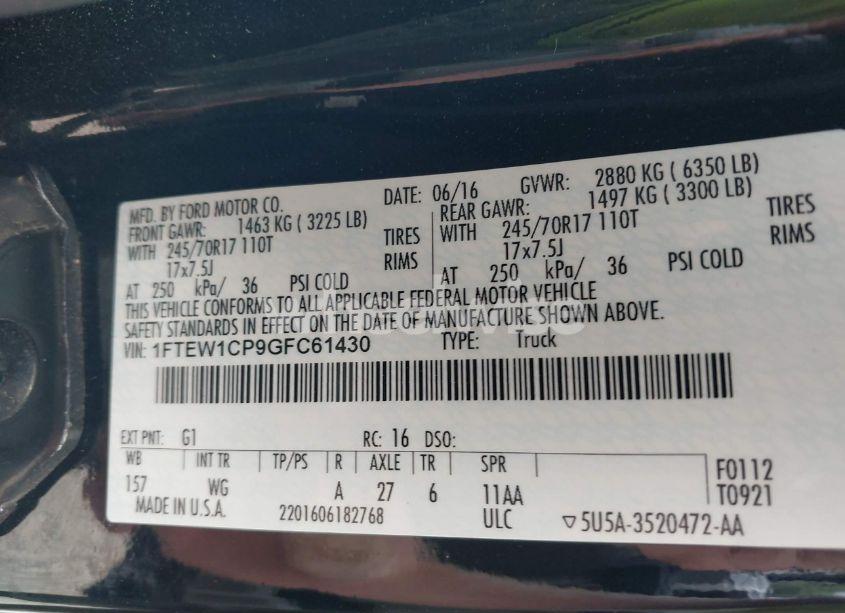 MFD. BY FORD MOTOR CO. DATE: 06/16 GVWR: 2880 KG ( 6350 LB)
FRONT GAWR: 1463 KG ( 3225 LB) REAR GAWR: 1497 KG ( 3300 LB)
WITH 245/70R17 110T TIRES WITH 245/70R17 110T TIRES
17x7.5J RIMS 17x7.5J RIMS
AT 250 kPa/ 36 PSI COLD AT 250 kPa/ 36 PSI COLD
THIS VEHICLE CONFORMS TO ALL APPLICABLE FEDERAL MOTOR VEHICLE
SAFETY STANDARDS IN EFFECT ON THE DATE OF MANUFACTURE SHOWN ABOVE.
VIN: 1FTEW1CP9GFC61430 TYPE: Truck
EXT PNT: G1 RC: 16 DSO:
WB INT TR TP/PS R AXLE TR SPR F0112
157 WG A 27 6 11AA T0921
MADE IN U.S.A. 2201606182768 ULC ▽5U5A-3520472-AA